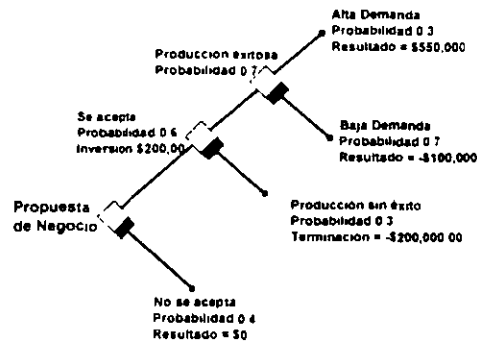 Alta Demanda
Probabilidad 0 3
Resultado = $550,000
Producción exitosa
Probabilidad 0 7
Se acepta
Probabilidad 0 6
Inversion $200,00
Baja Demanda
Probabilidad 0 7
Resultado = -$100,000
Propuesta
de Negocio
Producción sin éxito
Probabilidad 0 3
Terminación = -$200,000 00
No se acepta
Probabilidad 0 4
Resultado = $0